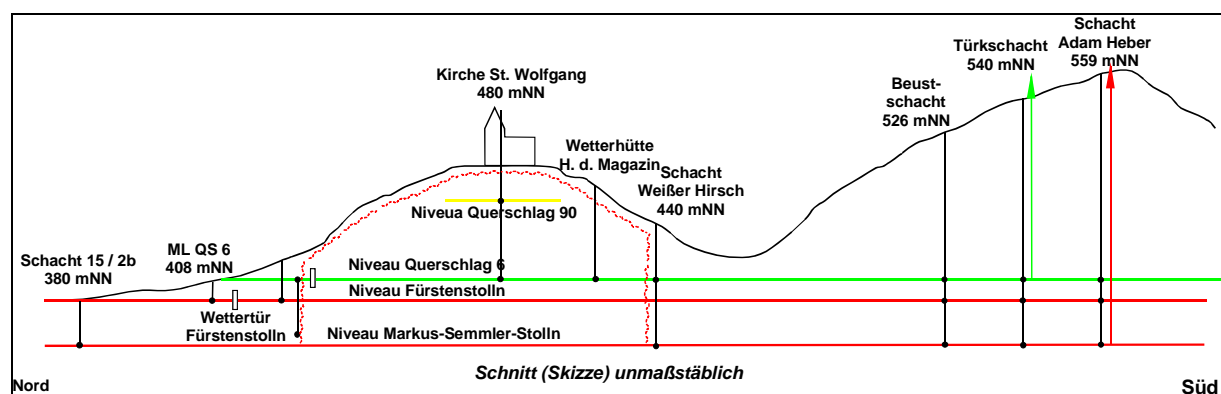 Schacht
Adam Heber
559 mNN
Türkschacht
540 mNN
Kirche St. Wolfgang
480 mNN
Beust-
schacht
526 mNN
Wetterhütte
H. d. Magazin
Schacht
Weißer Hirsch
440 mNN
Niveua Querschlag 90
ML QS 6
408 mNN
Schacht 15 / 2b
380 mNN
Niveau Querschlag 6
Niveau Fürstenstolln
Wettertür
Fürstenstolln
Niveau Markus-Semmler-Stolln
Schnitt (Skizze) unmaßstäblich
Nord
Süd